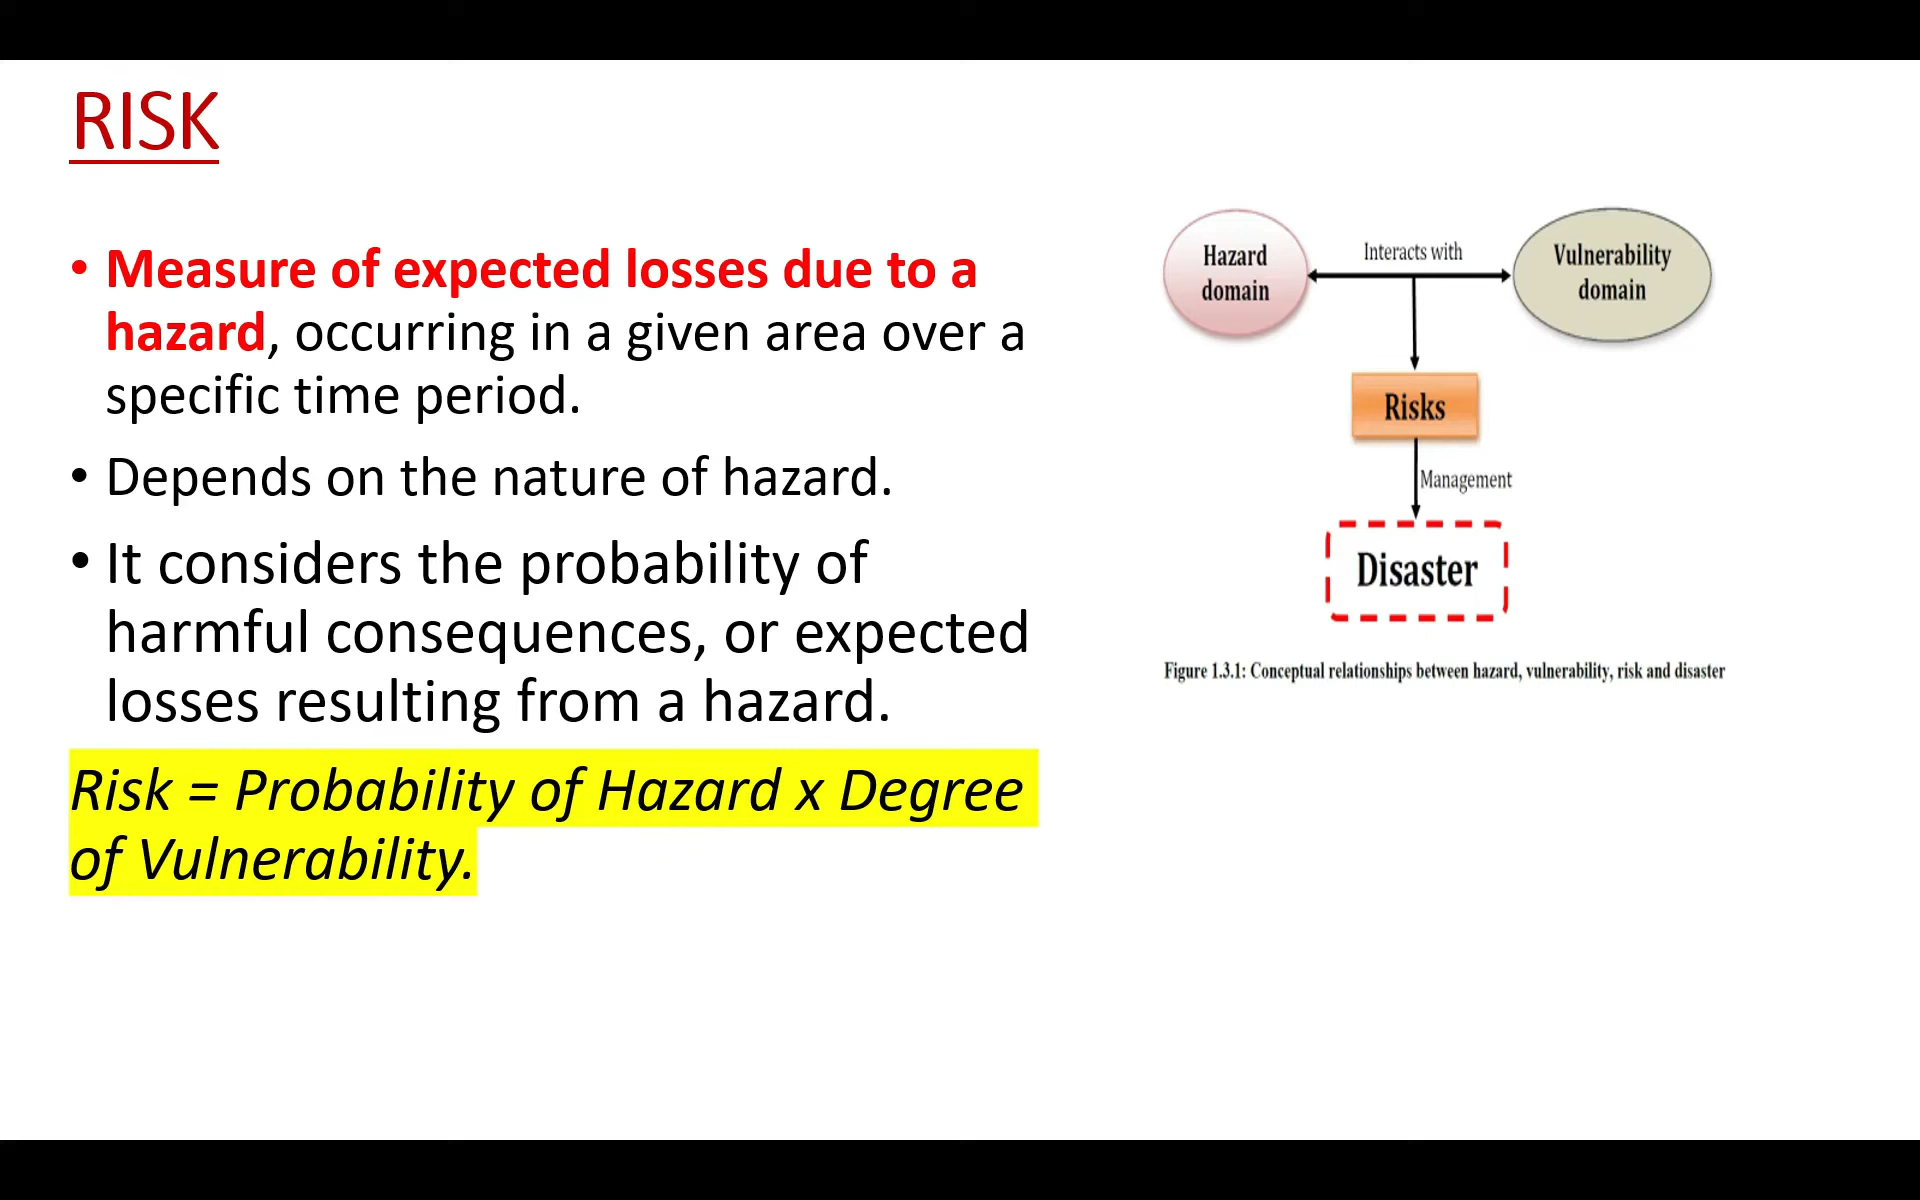 RISK
• Measure of expected losses due to a
hazard, occurring in a given area over a
specific time period.
• Depends on the nature of hazard.
• It considers the probability of
harmful consequences, or expected
losses resulting from a hazard.
Risk = Probability of Hazard x Degree
of Vulnerability.
Hazard
domain
Interacts with
Vulnerability
domain
Risks
Management
Disaster
Figure 1.3.1: Conceptual relationships between hazard, vulnerability, risk and disaster